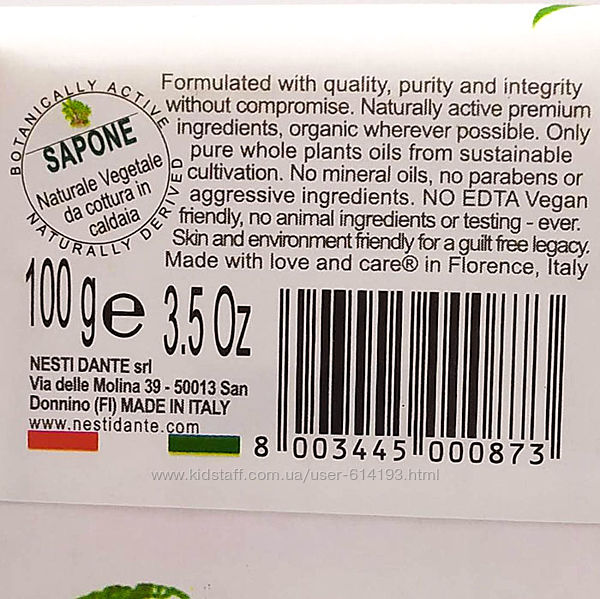 BOTANICALLY ACTIVE
SAPONE
Naturale Vegetale
da cottura in
caldaia
NATURALLY DERIVED
Formulated with quality, purity and integrity
without compromise. Naturally active premium
ingredients, organic wherever possible. Only
pure whole plants oils from sustainable
cultivation. No mineral oils, no parabens or
aggressive ingredients. NO EDTA Vegan
friendly, no animal ingredients or testing - ever.
Skin and environment friendly for a guilt free legacy.
Made with love and care® in Florence, Italy
100 g e 3.5 Oz
NESTI DANTE srl
Via delle Molina 39 - 50013 San
Donnino (FI) MADE IN ITALY
www.nestidante.com
8 003445 000873
www.kidstaff.com.ua/user-614193.html